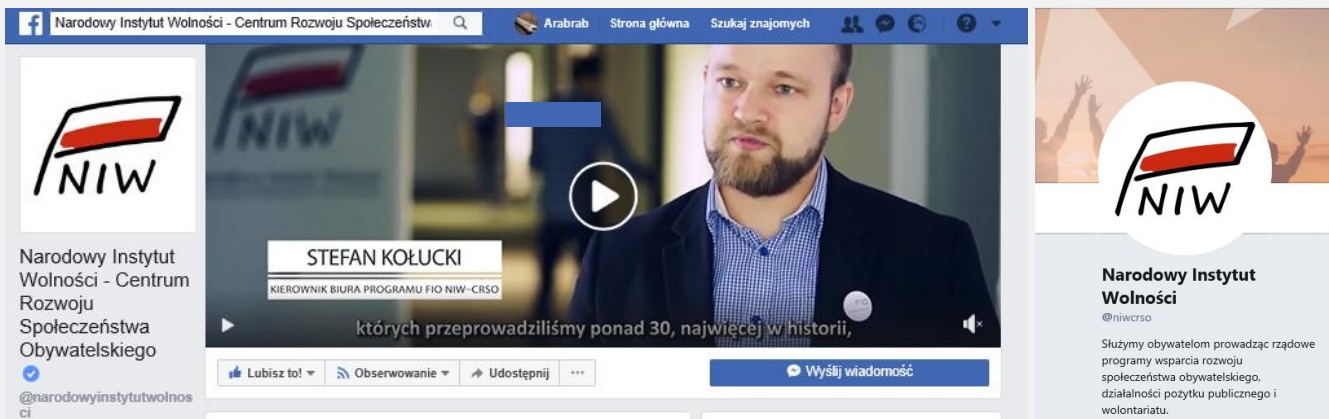 Narodowy Instytut Wolności - Centrum Rozwoju Społeczeństw
Arabrab
Strona główna
Szukaj znajomych
NIW
Narodowy Instytut
Wolności - Centrum
Rozwoju
Społeczeństwa
Obywatelskiego
@narodowyinstytutwolnos
ci
NIW
STEFAN KOŁUCKI
KIEROWNIK BIURA PROGRAMU FIO NIW-CRSO
których przeprowadziliśmy ponad 30, najwięcej w historii,
Lubisz to!
Obserwowanie
Udostępnij
Wyślij wiadomość
NIW
Narodowy Instytut
Wolności
@niwcrso
Służymy obywatelom prowadząc rządowe
programy wsparcia rozwoju
społeczeństwa obywatelskiego,
działalności pożytku publicznego i
wolontariatu.